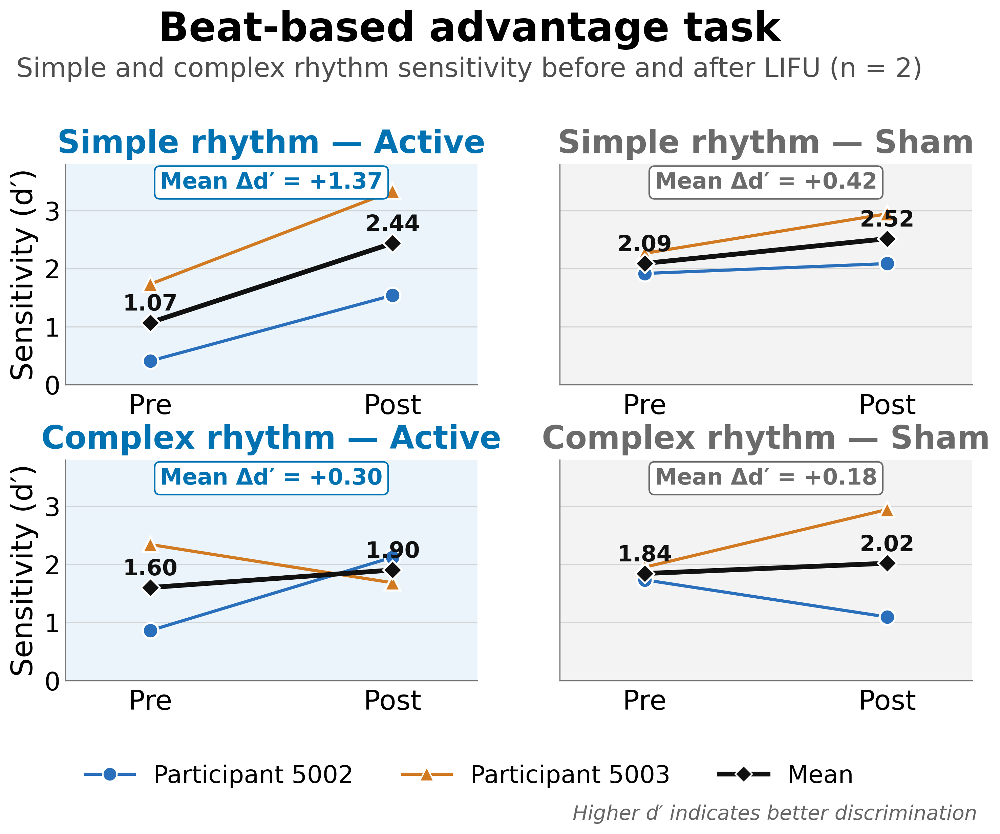 Beat-based advantage task
Simple and complex rhythm sensitivity before and after LIFU (n = 2)
Simple rhythm — Active
Simple rhythm — Sham
Mean Δd′ = +1.37
Mean Δd′ = +0.42
Sensitivity (d′)
3
2
1
0
1.07
2.44
2.09
2.52
Pre
Post
Pre
Post
Complex rhythm — Active
Complex rhythm — Sham
Mean Δd′ = +0.30
Mean Δd′ = +0.18
Sensitivity (d′)
3
2
1
0
1.60
1.90
1.84
2.02
Pre
Post
Pre
Post
Participant 5002
Participant 5003
Mean
Higher d′ indicates better discrimination